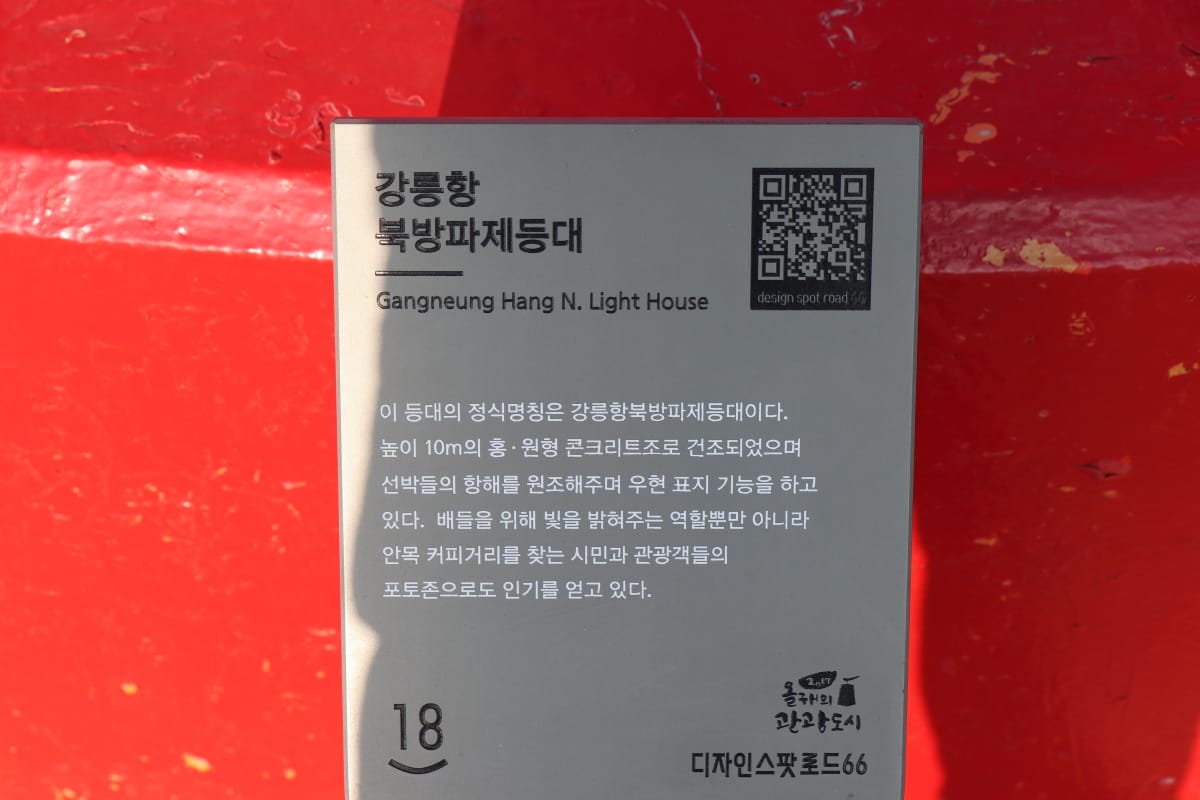 강릉항
북방파제등대
Gangneung Hang N. Light House
design spot road 66
이 등대의 정식명칭은 강릉항북방파제등대이다.
높이 10m의 홍·원형 콘크리트조로 건조되었으며
선박들의 항해를 원조해주며 우현 표지 기능을 하고
있다. 배들을 위해 빛을 밝혀주는 역할뿐만 아니라
안목 커피거리를 찾는 시민과 관광객들의
포토존으로도 인기를 얻고 있다.
18
2017
올해의
관광도시
디자인스팟로드66